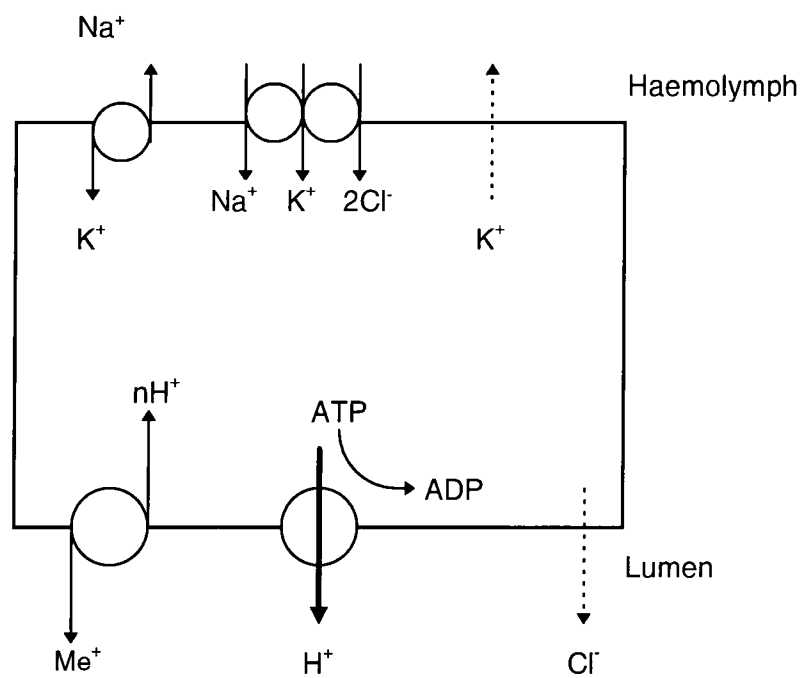 Na⁺
Haemolymph
Na⁺ K⁺ 2Cl⁻
K⁺ K⁺
nH⁺
ATP
ADP
Lumen
Me⁺ H⁺ Cl⁻